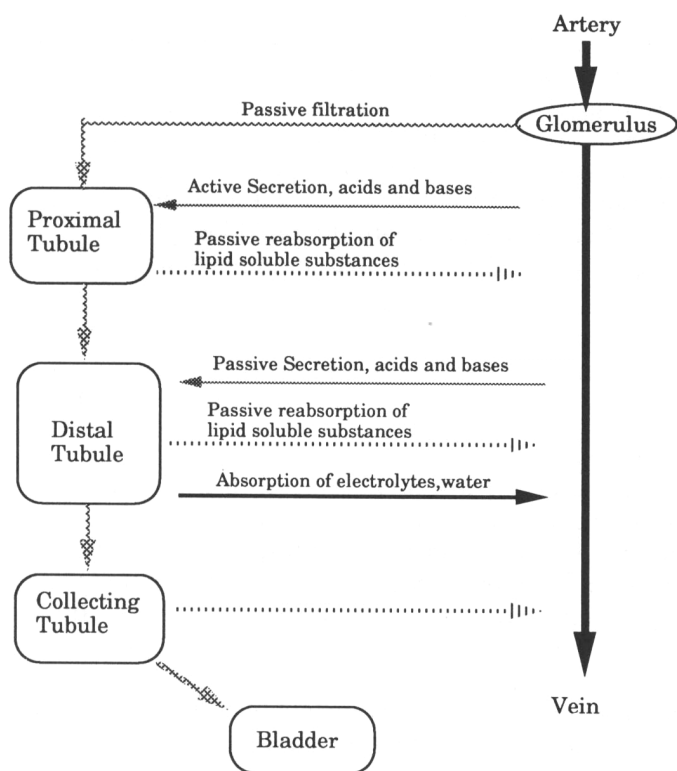 Artery
Passive filtration
Glomerulus
Active Secretion, acids and bases
Proximal
Tubule
Passive reabsorption of
lipid soluble substances
Passive Secretion, acids and bases
Passive reabsorption of
lipid soluble substances
Distal
Tubule
Absorption of electrolytes,water
Collecting
Tubule
Vein
Bladder